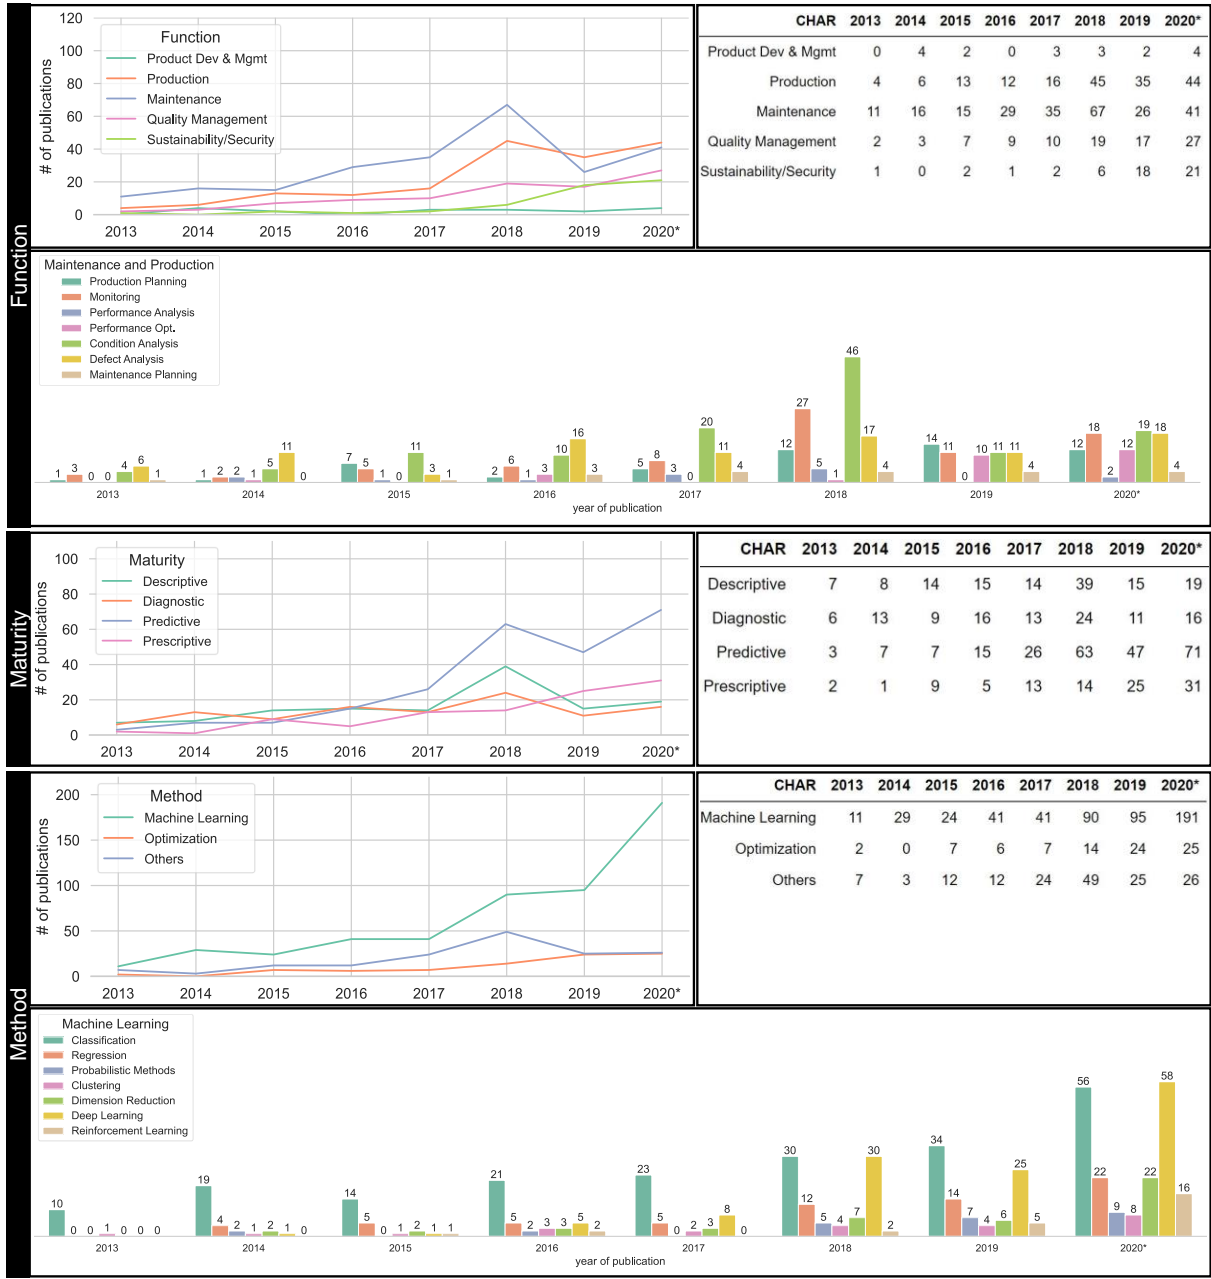 Function
120
100
80
60
40
20
0
# of publications
Function
Product Dev & Mgmt
Production
Maintenance
Quality Management
Sustainability/Security
2013 2014 2015 2016 2017 2018 2019 2020*
CHAR 2013 2014 2015 2016 2017 2018 2019 2020*
Product Dev & Mgmt 0 4 2 0 3 3 2 4
Production 4 6 13 12 16 45 35 44
Maintenance 11 16 15 29 35 67 26 41
Quality Management 2 3 7 9 10 19 17 27
Sustainability/Security 1 0 2 1 2 6 18 21
Maintenance and Production
Production Planning
Monitoring
Performance Analysis
Performance Opt.
Condition Analysis
Defect Analysis
Maintenance Planning
1 3 0 0 4 6 1
1 2 2 1 5 11 0
7 5 1 0 11 3 1
2 6 1 3 10 16 3
5 8 3 0 20 11 4
12 27 5 1 46 17 4
14 11 0 10 11 11 4
12 18 2 12 19 18 4
2013 2014 2015 2016 2017 2018 2019 2020*
year of publication
Maturity
100
80
60
40
20
0
# of publications
Maturity
Descriptive
Diagnostic
Predictive
Prescriptive
2013 2014 2015 2016 2017 2018 2019 2020*
CHAR 2013 2014 2015 2016 2017 2018 2019 2020*
Descriptive 7 8 14 15 14 39 15 19
Diagnostic 6 13 9 16 13 24 11 16
Predictive 3 7 7 15 26 63 47 71
Prescriptive 2 1 9 5 13 14 25 31
Method
200
150
100
50
0
# of publications
Method
Machine Learning
Optimization
Others
2013 2014 2015 2016 2017 2018 2019 2020*
CHAR 2013 2014 2015 2016 2017 2018 2019 2020*
Machine Learning 11 29 24 41 41 90 95 191
Optimization 2 0 7 6 7 14 24 25
Others 7 3 12 12 24 49 25 26
Machine Learning
Classification
Regression
Probabilistic Methods
Clustering
Dimension Reduction
Deep Learning
Reinforcement Learning
10 0 0 1 0 0 0
19 4 2 1 2 1 0
14 5 0 1 2 1 1
21 5 2 3 3 5 2
23 5 0 2 3 8 0
30 12 5 4 7 30 2
34 14 7 4 6 25 5
56 22 9 8 22 58 16
2013 2014 2015 2016 2017 2018 2019 2020*
year of publication